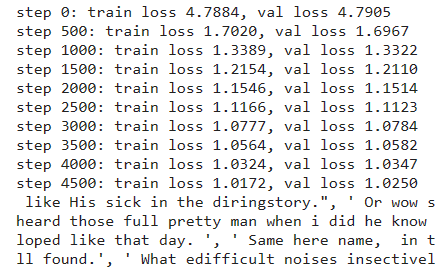 step 0: train loss 4.7884, val loss 4.7905
step 500: train loss 1.7020, val loss 1.6967
step 1000: train loss 1.3389, val loss 1.3322
step 1500: train loss 1.2154, val loss 1.2110
step 2000: train loss 1.1546, val loss 1.1514
step 2500: train loss 1.1166, val loss 1.1123
step 3000: train loss 1.0777, val loss 1.0784
step 3500: train loss 1.0564, val loss 1.0582
step 4000: train loss 1.0324, val loss 1.0347
step 4500: train loss 1.0172, val loss 1.0250
like His sick in the diringstory.", ' Or wow s
heard those full pretty man when i did he know
loped like that day. ', ' Same here name,  in t
ll found.', ' What edifficult noises insectivel